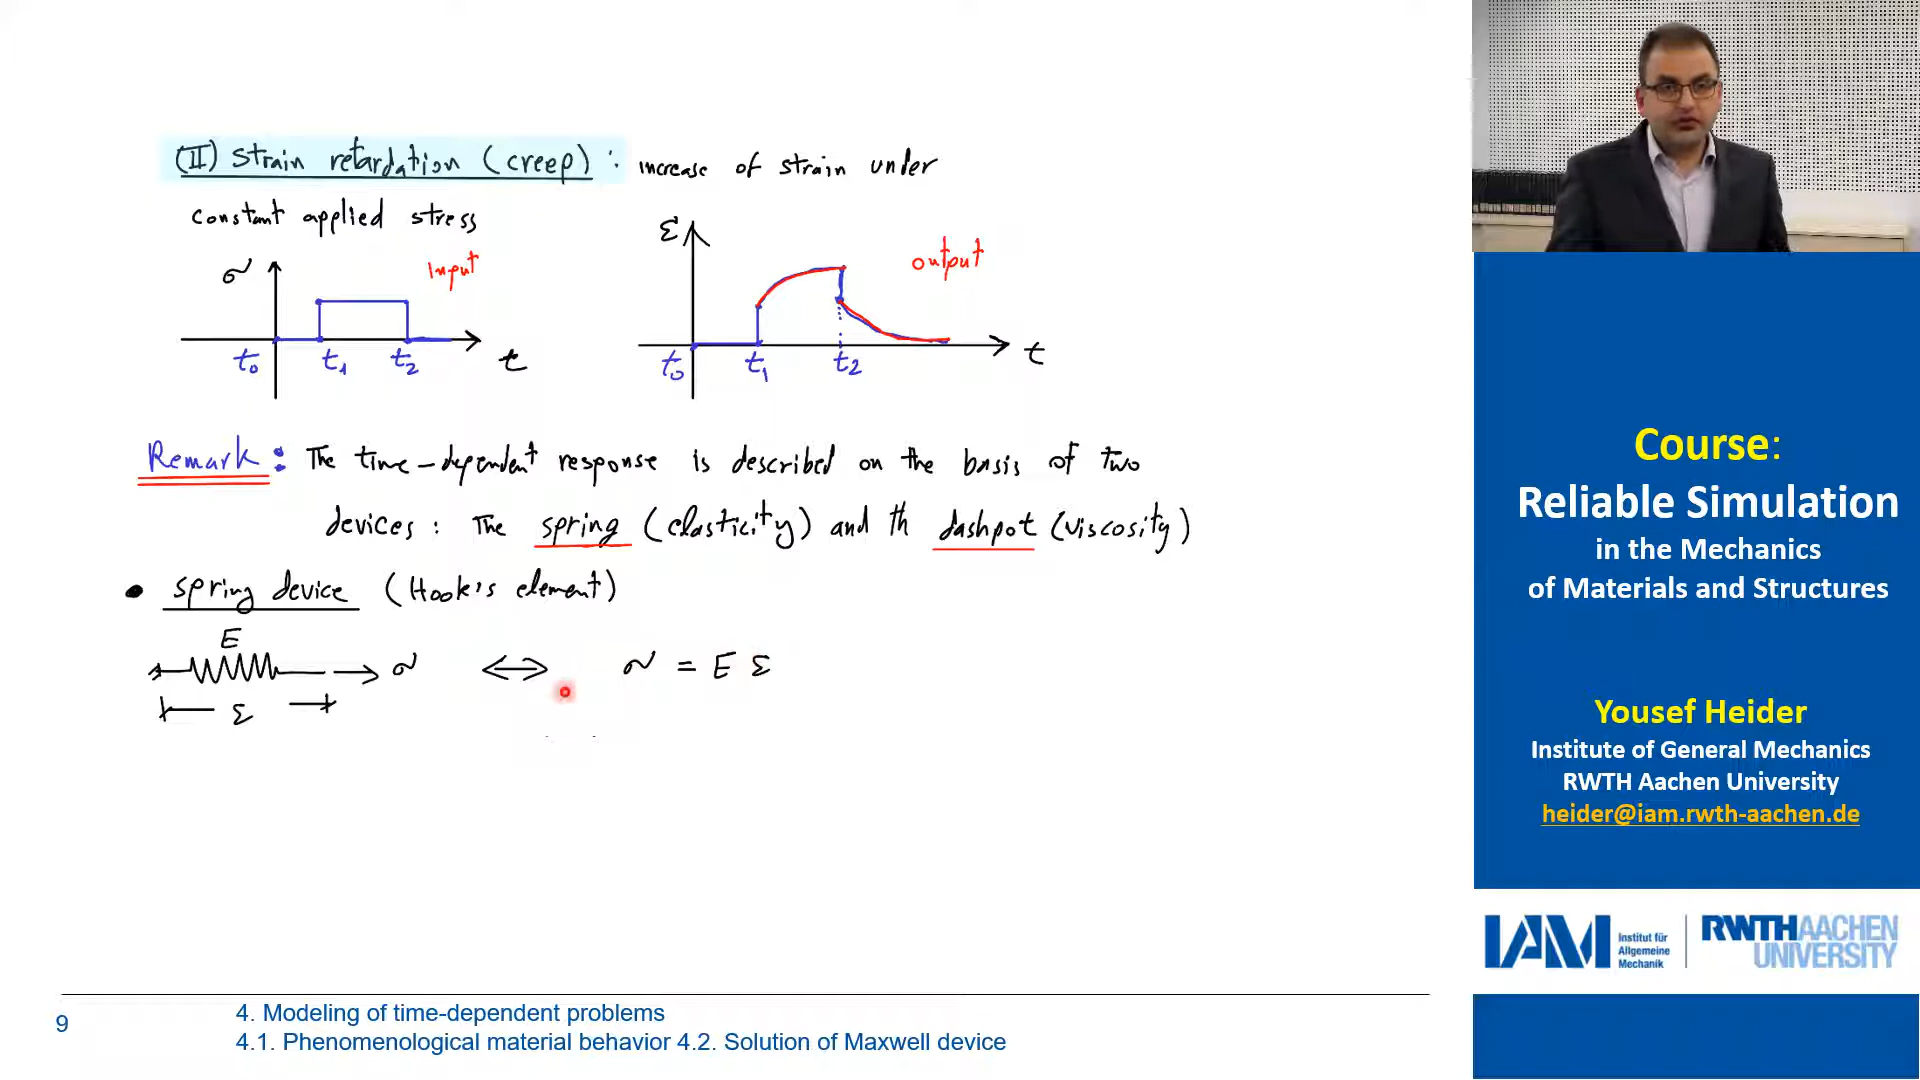 (II) Strain retardation (creep) : increase of strain under
constant applied stress
σ
Input
t₀ t₁ t₂ t
ε
output
t₀ t₁ t₂ t
Remark : The time-dependent response is described on the basis of two
devices : The spring (elasticity) and th dashpot (viscosity)
• spring device (Hook's element)
E
σ ⟺ σ = E ε
ε
9
4. Modeling of time-dependent problems
4.1. Phenomenological material behavior 4.2. Solution of Maxwell device
Course:
Reliable Simulation
in the Mechanics
of Materials and Structures
Yousef Heider
Institute of General Mechanics
RWTH Aachen University
heider@iam.rwth-aachen.de
IAM
Institut für
Allgemeine
Mechanik
RWTH AACHEN
UNIVERSITY